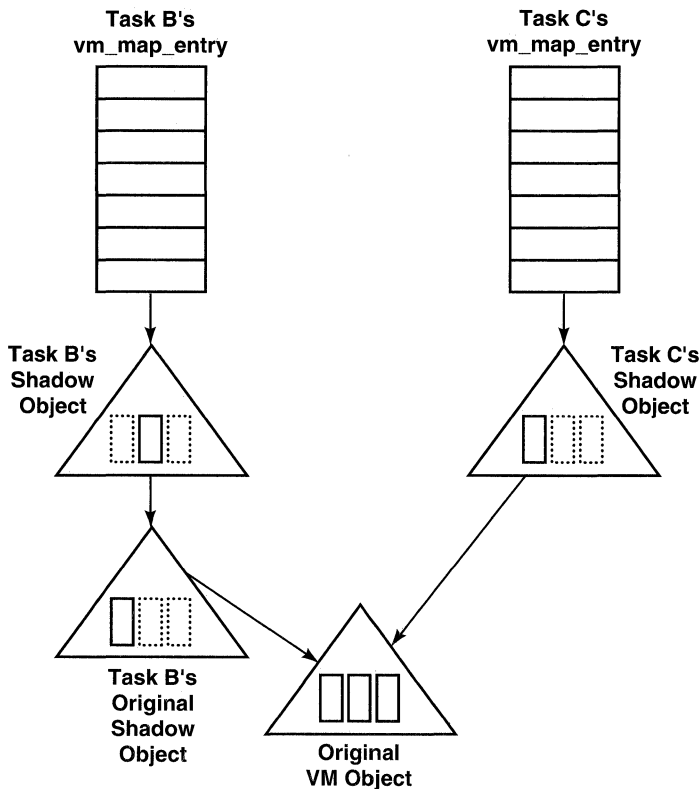 Task B's
vm_map_entry
Task C's
vm_map_entry
Task B's
Shadow
Object
Task C's
Shadow
Object
Task B's
Original
Shadow
Object
Original
VM Object